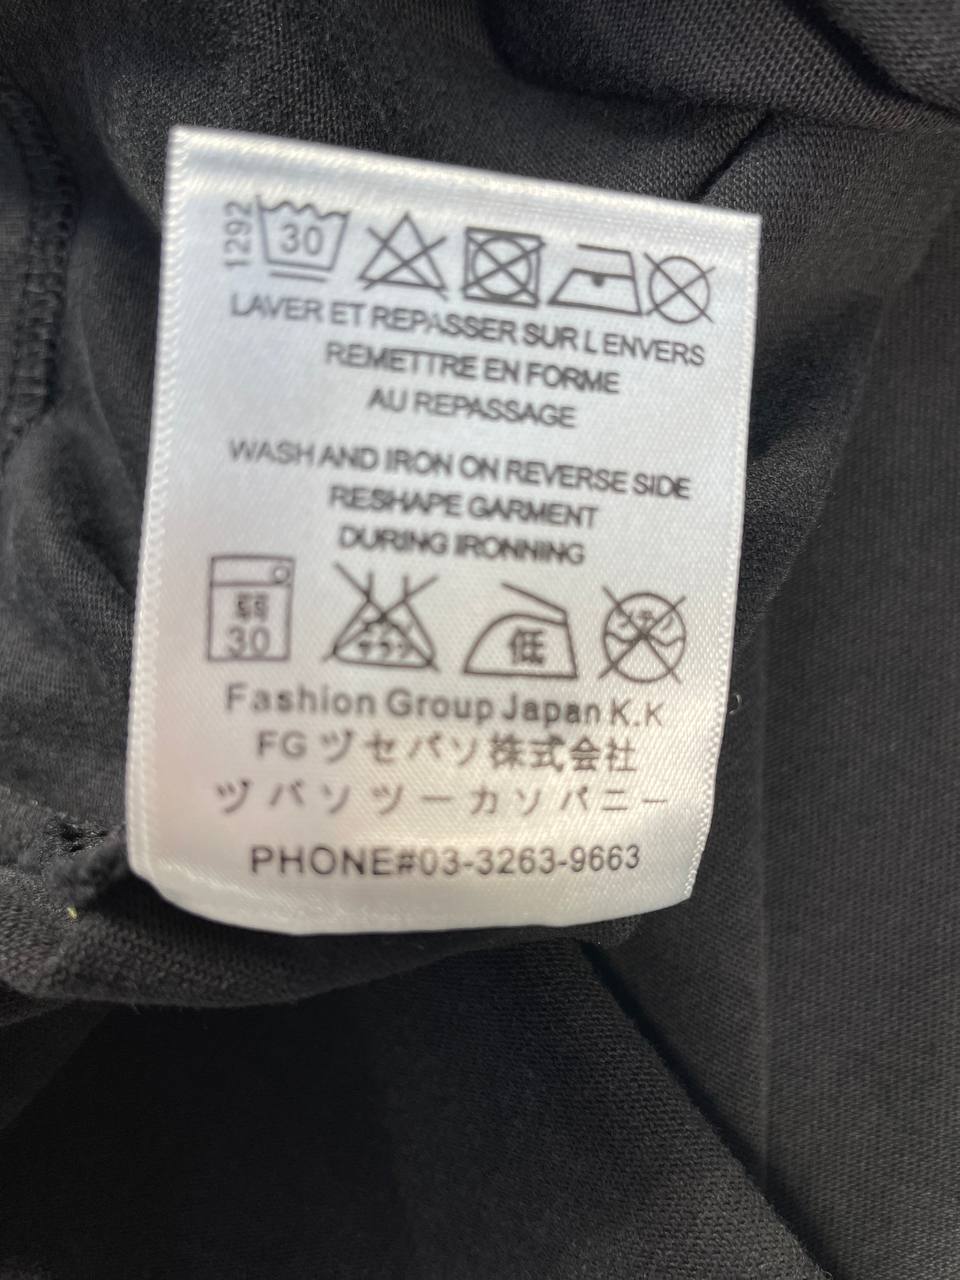 1292
30
LAVER ET REPASSER SUR L ENVERS
REMETTRE EN FORME
AU REPASSAGE
WASH AND IRON ON REVERSE SIDE
RESHAPE GARMENT
DURING IRONNING
弱
30
低
Fashion Group Japan K.K
FG ヅセパソ株式会社
ヅバソツーカソパニー
PHONE#03-3263-9663